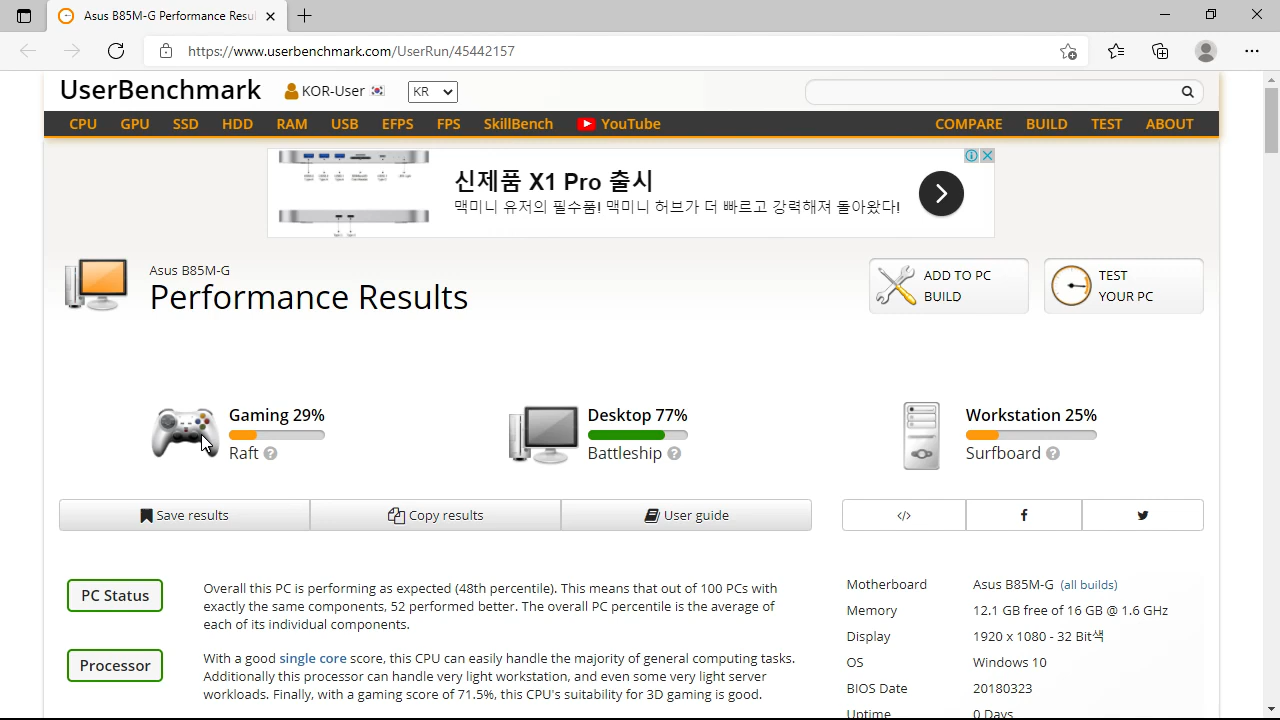 Asus B85M-G Performance Resul
https://www.userbenchmark.com/UserRun/45442157
UserBenchmark
KOR-User
KR
CPU GPU SSD HDD RAM USB EFPS FPS SkillBench YouTube COMPARE BUILD TEST ABOUT
신제품 X1 Pro 출시
맥미니 유저의 필수품! 맥미니 허브가 더 빠르고 강력해져 돌아왔다!
Asus B85M-G
Performance Results
ADD TO PC
BUILD
TEST
YOUR PC
Gaming 29%
Raft ?
Desktop 77%
Battleship ?
Workstation 25%
Surfboard ?
Save results
Copy results
User guide
</>
PC Status
Overall this PC is performing as expected (48th percentile). This means that out of 100 PCs with
exactly the same components, 52 performed better. The overall PC percentile is the average of
each of its individual components.
Processor
With a good single core score, this CPU can easily handle the majority of general computing tasks.
Additionally this processor can handle very light workstation, and even some very light server
workloads. Finally, with a gaming score of 71.5%, this CPU's suitability for 3D gaming is good.
Motherboard Asus B85M-G (all builds)
Memory 12.1 GB free of 16 GB @ 1.6 GHz
Display 1920 x 1080 - 32 Bit색
OS Windows 10
BIOS Date 20180323
Uptime 0 Days